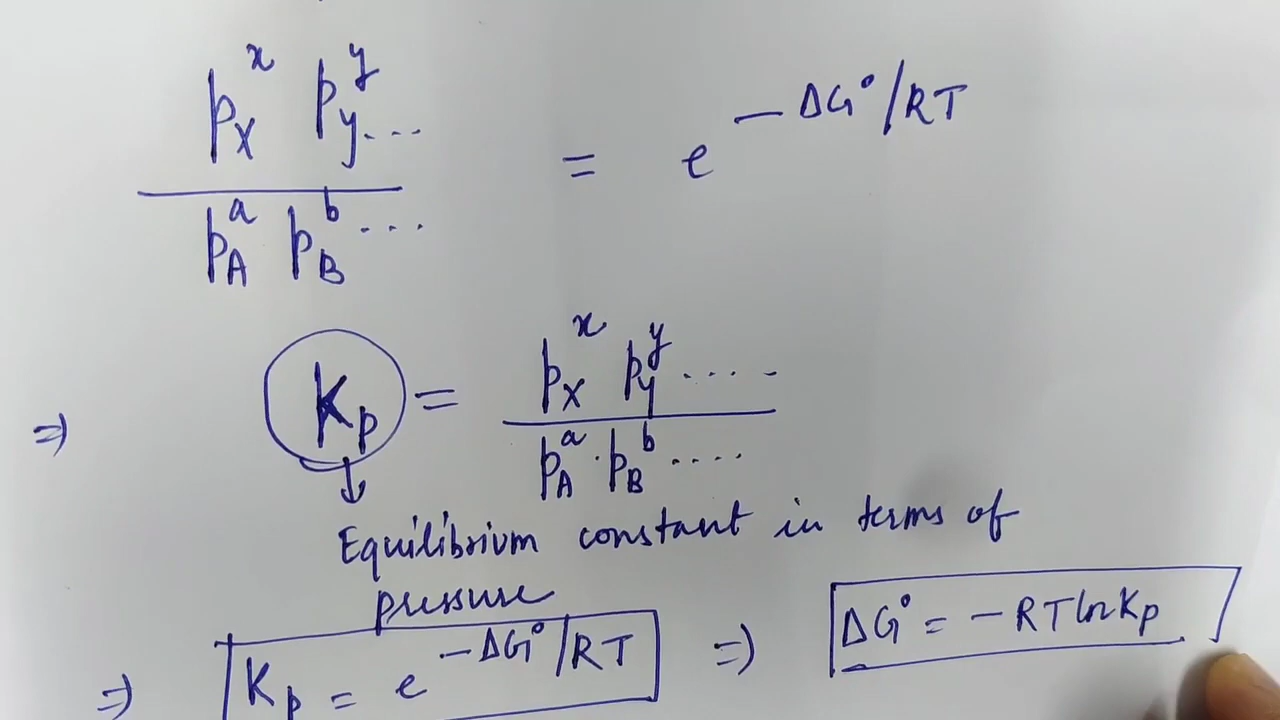 p_X^x p_y^y ... / p_A^a p_B^b ... = e^{-ΔG°/RT}
⇒ K_p = p_X^x p_y^y .... / p_A^a · p_B^b ....
Equilibrium constant in terms of
pressure
⇒ K_p = e^{-ΔG°/RT} ⇒ ΔG° = -RT ln K_p